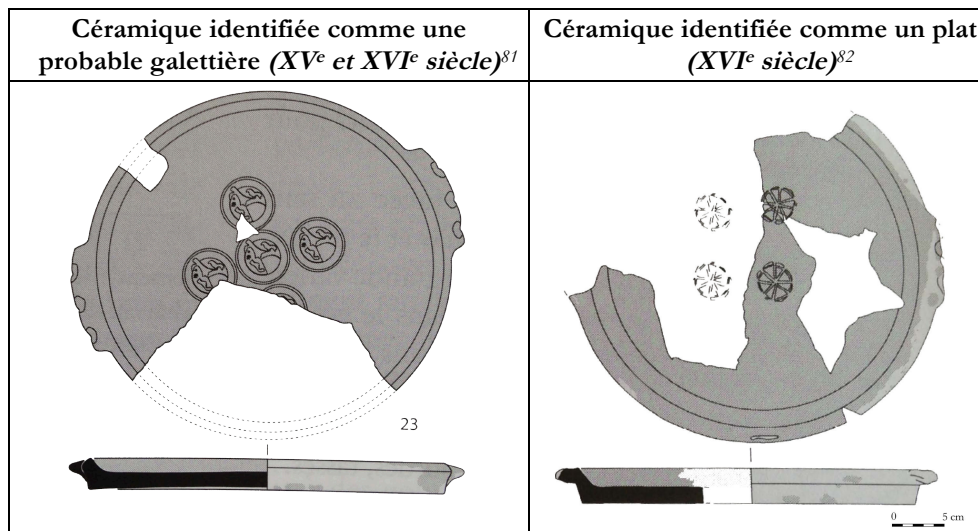 Céramique identifiée comme une
probable galettière (XVe et XVIe siècle)81
Céramique identifiée comme un plat
(XVIe siècle)82
23
0 5 cm